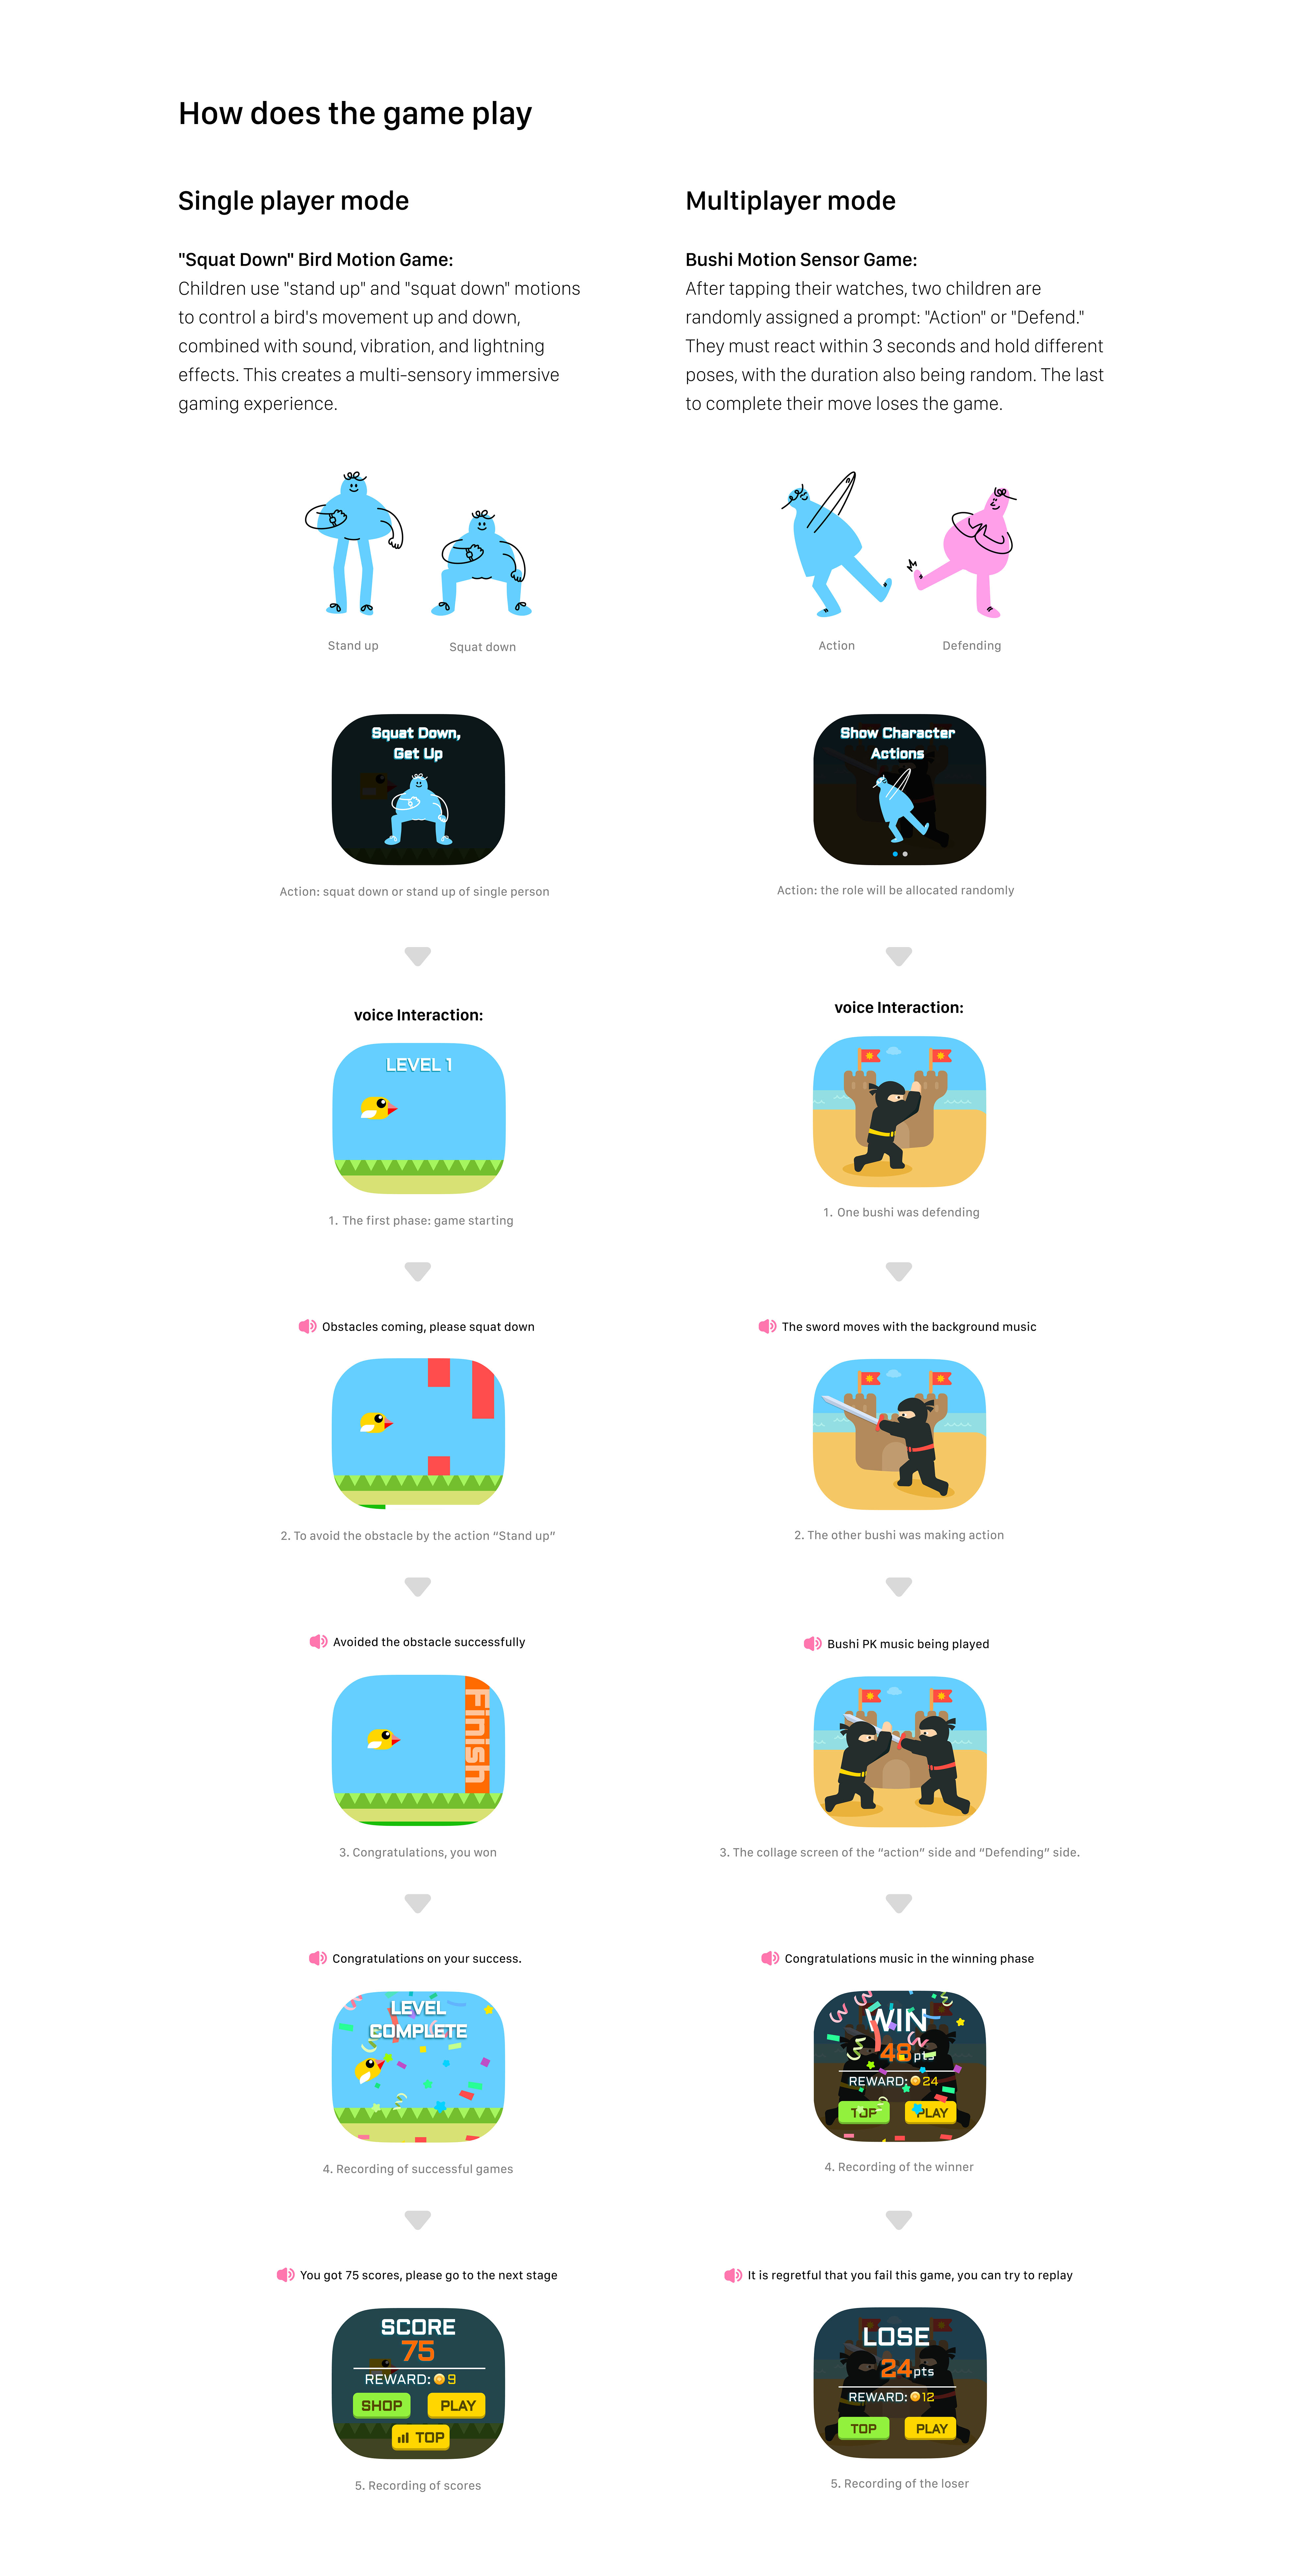 How does the game play
Single player mode
"Squat Down" Bird Motion Game:
Children use "stand up" and "squat down" motions
to control a bird's movement up and down,
combined with sound, vibration, and lightning
effects. This creates a multi-sensory immersive
gaming experience.
Stand up
Squat down
Squat Down,
Get Up
Action: squat down or stand up of single person
voice Interaction:
LEVEL 1
1. The first phase: game starting
Obstacles coming, please squat down
2. To avoid the obstacle by the action “Stand up”
Avoided the obstacle successfully
Finish
3. Congratulations, you won
Congratulations on your success.
LEVEL
COMPLETE
4. Recording of successful games
You got 75 scores, please go to the next stage
SCORE
75
REWARD: 9
SHOP
PLAY
TOP
5. Recording of scores
Multiplayer mode
Bushi Motion Sensor Game:
After tapping their watches, two children are
randomly assigned a prompt: "Action" or "Defend."
They must react within 3 seconds and hold different
poses, with the duration also being random. The last
to complete their move loses the game.
Action
Defending
Show Character
Actions
Action: the role will be allocated randomly
voice Interaction:
1. One bushi was defending
The sword moves with the background music
2. The other bushi was making action
Bushi PK music being played
3. The collage screen of the “action” side and “Defending” side.
Congratulations music in the winning phase
WIN
48pts
REWARD: 24
TOP
PLAY
4. Recording of the winner
It is regretful that you fail this game, you can try to replay
LOSE
24pts
REWARD: 12
TOP
PLAY
5. Recording of the loser